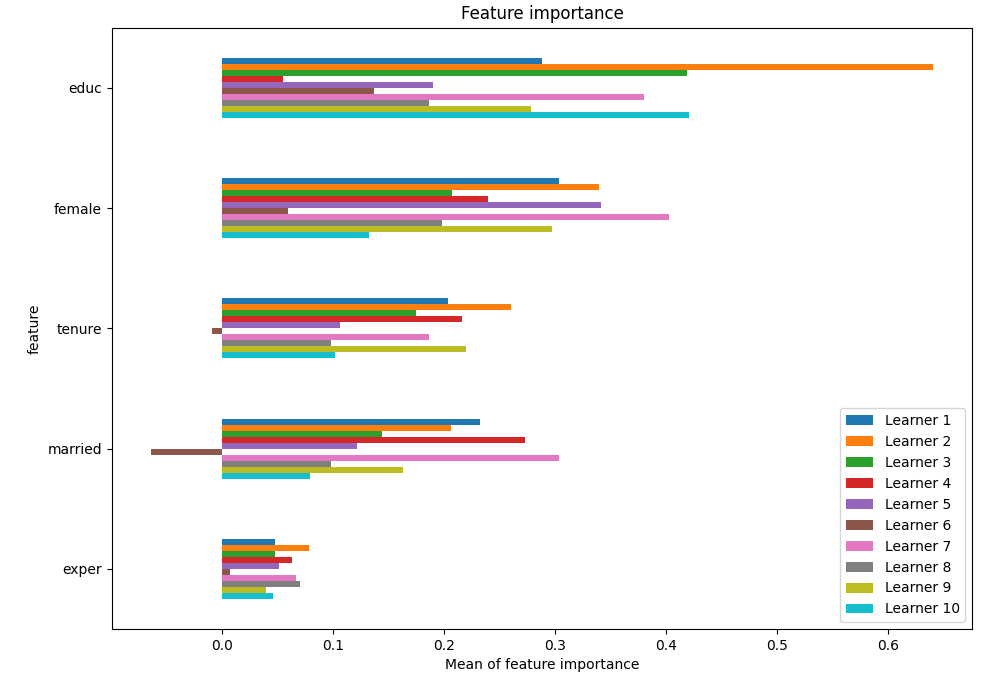 Feature importance
educ
female
tenure
married
exper
feature
0.0 0.1 0.2 0.3 0.4 0.5 0.6
Mean of feature importance
Learner 1
Learner 2
Learner 3
Learner 4
Learner 5
Learner 6
Learner 7
Learner 8
Learner 9
Learner 10